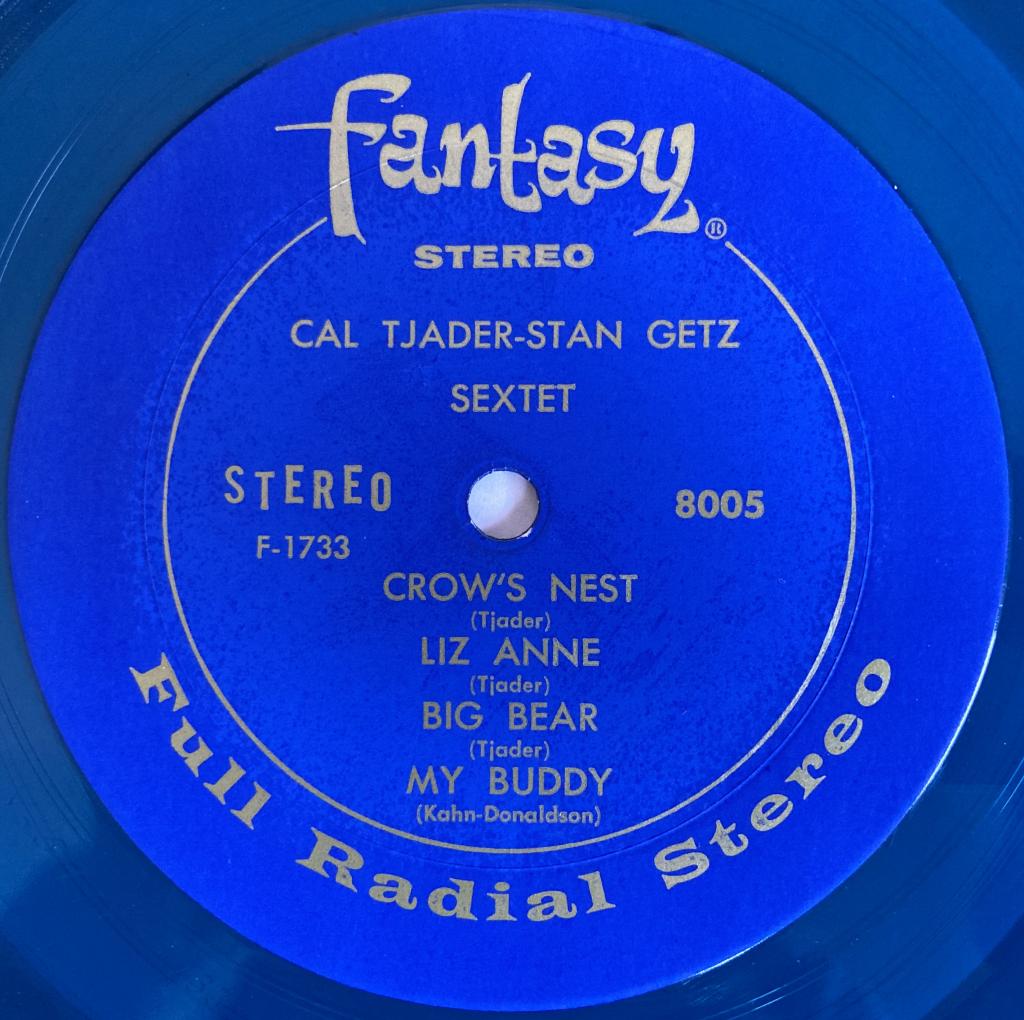 fantasy®
STEREO
CAL TJADER-STAN GETZ
SEXTET
STEREO
F-1733
8005
CROW'S NEST
(Tjader)
LIZ ANNE
(Tjader)
BIG BEAR
(Tjader)
MY BUDDY
(Kahn-Donaldson)
Full Radial Stereo